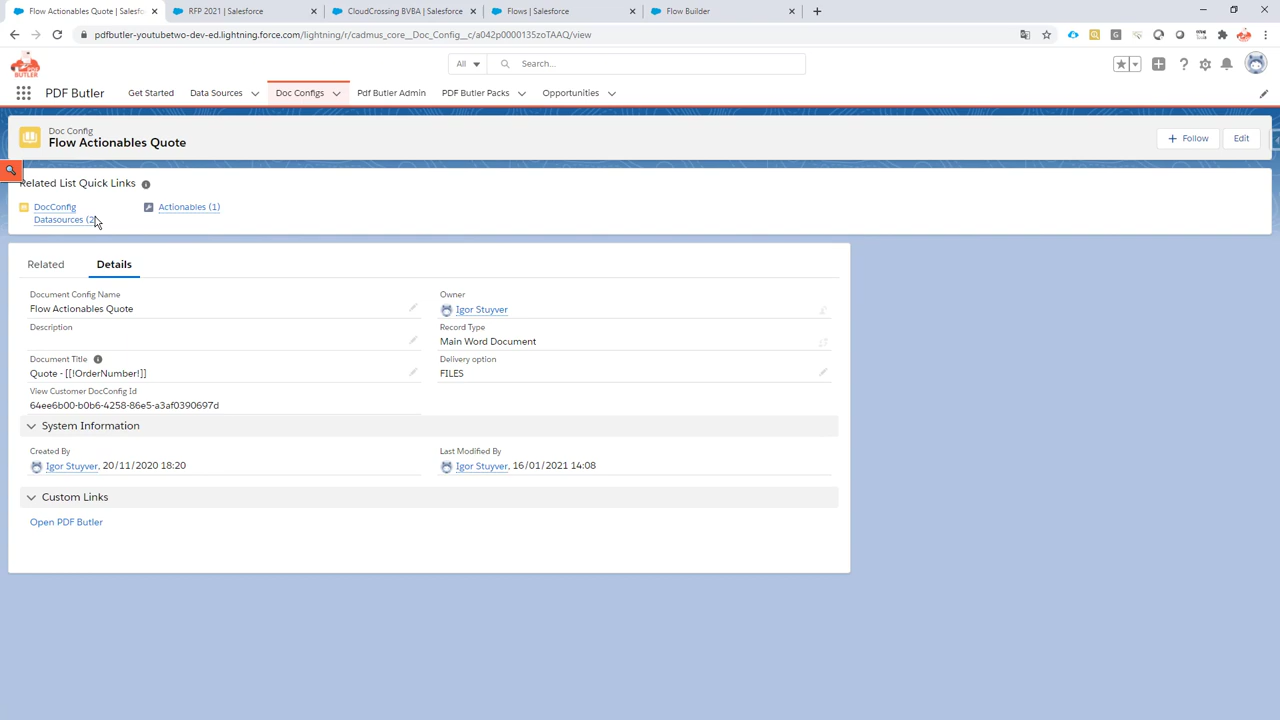 Flow Actionables Quote | Salesfor
RFP 2021 | Salesforce
CloudCrossing BVBA | Salesforce
Flows | Salesforce
Flow Builder
pdfbutler-youtubetwo-dev-ed.lightning.force.com/lightning/r/cadmus_core__Doc_Config__c/a042p0000135zoTAAQ/view
PDF BUTLER
All
Search...
PDF Butler
Get Started
Data Sources
Doc Configs
Pdf Butler Admin
PDF Butler Packs
Opportunities
Doc Config
Flow Actionables Quote
Follow
Edit
Related List Quick Links
DocConfig
Datasources (2)
Actionables (1)
Related
Details
Document Config Name
Flow Actionables Quote
Owner
Igor Stuyver
Description
Record Type
Main Word Document
Document Title
Quote - [[!OrderNumber!]]
Delivery option
FILES
View Customer DocConfig Id
64ee6b00-b0b6-4258-86e5-a3af0390697d
System Information
Created By
Igor Stuyver, 20/11/2020 18:20
Last Modified By
Igor Stuyver, 16/01/2021 14:08
Custom Links
Open PDF Butler